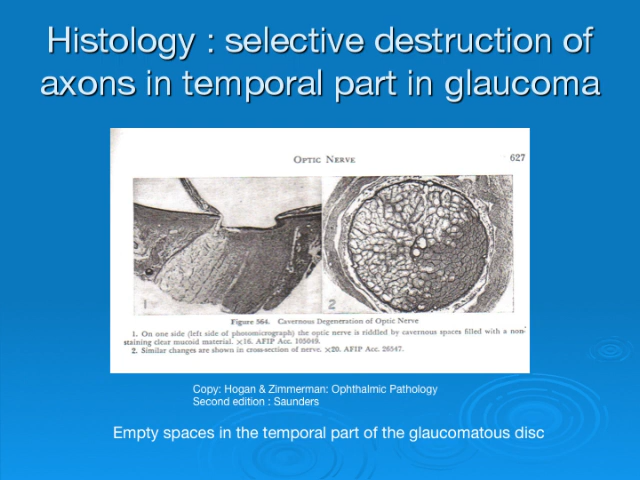 Histology : selective destruction of
axons in temporal part in glaucoma
OPTIC NERVE
627
1
2
Figure 564. Cavernous Degeneration of Optic Nerve
1. On one side (left side of photomicrograph) the optic nerve is riddled by cavernous spaces filled with a non-
staining clear mucoid material. ×16. AFIP Acc. 105049.
2. Similar changes are shown in cross-section of nerve. ×20. AFIP Acc. 26547.
Copy: Hogan & Zimmerman: Ophthalmic Pathology
Second edition : Saunders
Empty spaces in the temporal part of the glaucomatous disc